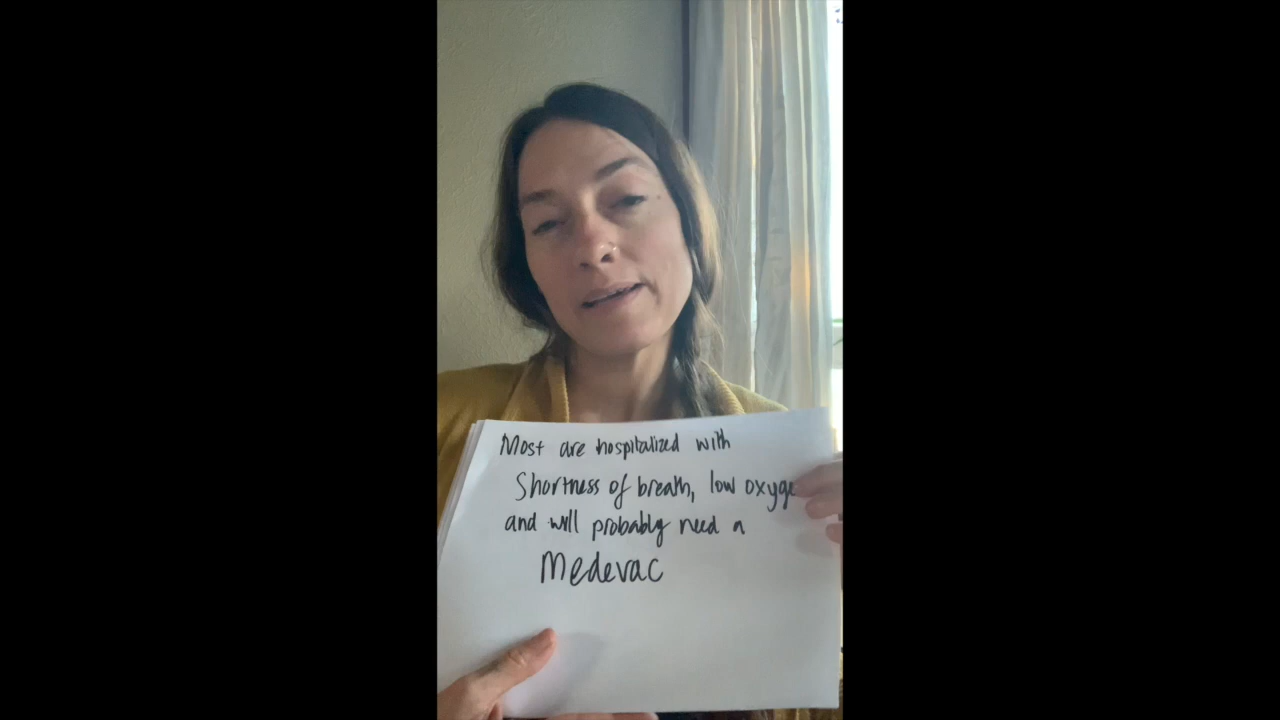 Most are hospitalized with
Shortness of breath, low oxyge
and will probably need a
Medevac